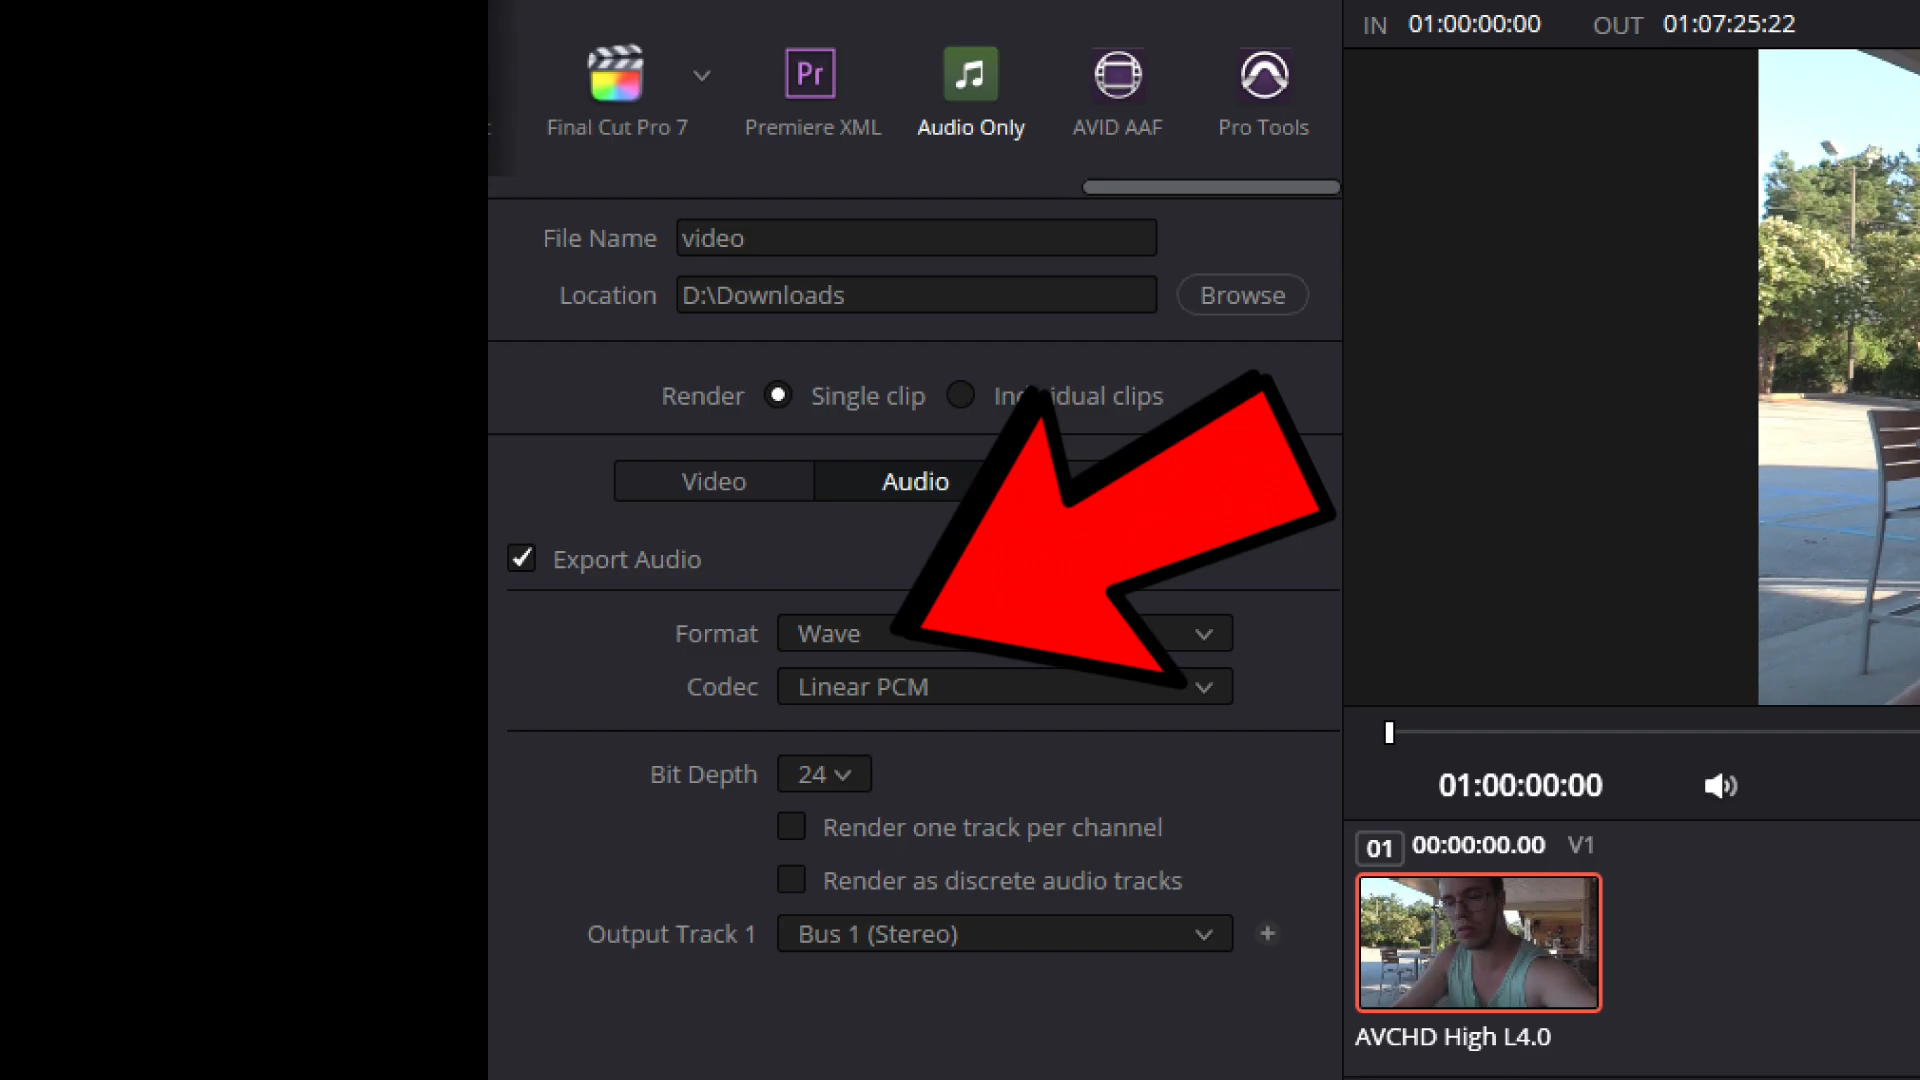 IN 01:00:00:00 OUT 01:07:25:22
Pr
Final Cut Pro 7 Premiere XML Audio Only AVID AAF Pro Tools
File Name video
Location D:\Downloads Browse
Render Single clip Individual clips
Video Audio
Export Audio
Format Wave
Codec Linear PCM
Bit Depth 24
01:00:00:00
Render one track per channel
01 00:00:00.00 V1
Render as discrete audio tracks
Output Track 1 Bus 1 (Stereo) +
AVCHD High L4.0